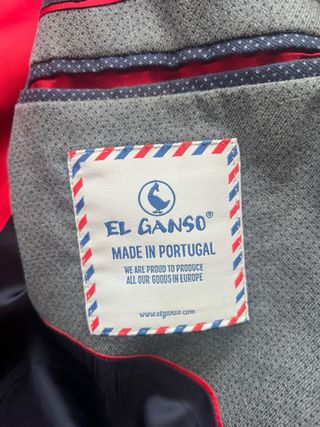 EL GANSO®
MADE IN PORTUGAL
WE ARE PROUD TO PRODUCE
ALL OUR GOODS IN EUROPE
www.elganso.com